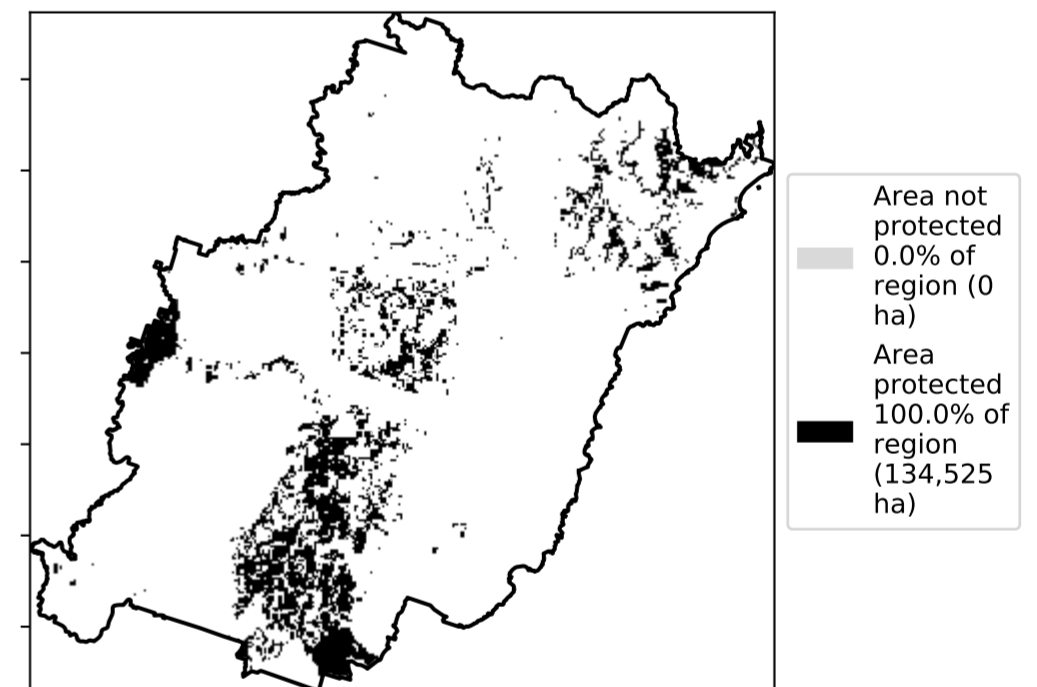 Area not
protected
0.0% of
region (0
ha)
Area
protected
100.0% of
region
(134,525
ha)